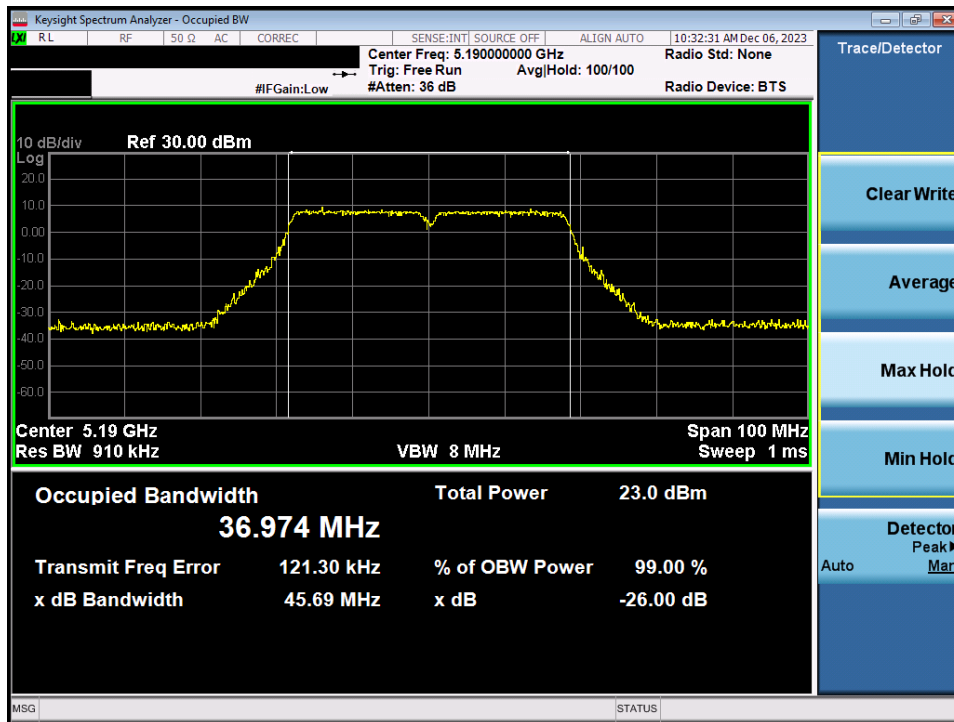 Keysight Spectrum Analyzer - Occupied BW
LXI RL RF 50 Ω AC CORREC SENSE:INT SOURCE OFF ALIGN AUTO 10:32:31 AM Dec 06, 2023
Center Freq: 5.190000000 GHz Radio Std: None
Trig: Free Run Avg|Hold: 100/100
#IFGain:Low #Atten: 36 dB Radio Device: BTS
10 dB/div Ref 30.00 dBm
Log
20.0
10.0
0.00
-10.0
-20.0
-30.0
-40.0
-50.0
-60.0
Center 5.19 GHz Span 100 MHz
Res BW 910 kHz VBW 8 MHz Sweep 1 ms
Occupied Bandwidth Total Power 23.0 dBm
36.974 MHz
Transmit Freq Error 121.30 kHz % of OBW Power 99.00 %
x dB Bandwidth 45.69 MHz x dB -26.00 dB
MSG STATUS
Trace/Detector
Clear Write
Average
Max Hold
Min Hold
Detector
Peak
Auto Man